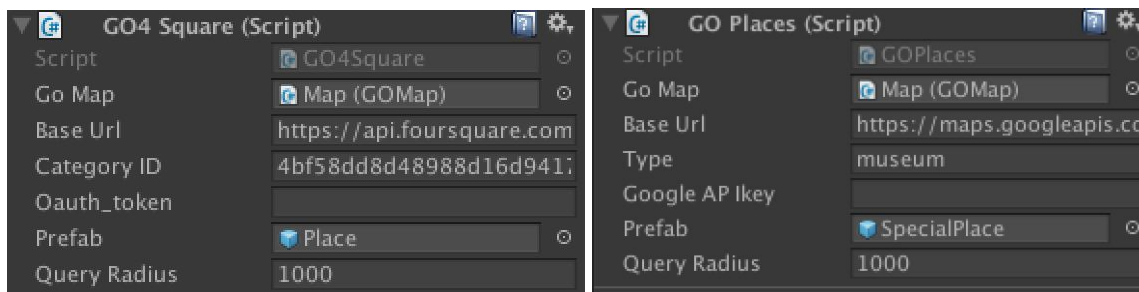 GO4 Square (Script)
Script GO4Square
Go Map Map (GOMap)
Base Url https://api.foursquare.com
Category ID 4bf58dd8d48988d16d941
Oauth_token
Prefab Place
Query Radius 1000
GO Places (Script)
Script GOPlaces
Go Map Map (GOMap)
Base Url https://maps.googleapis.c
Type museum
Google AP Ikey
Prefab SpecialPlace
Query Radius 1000